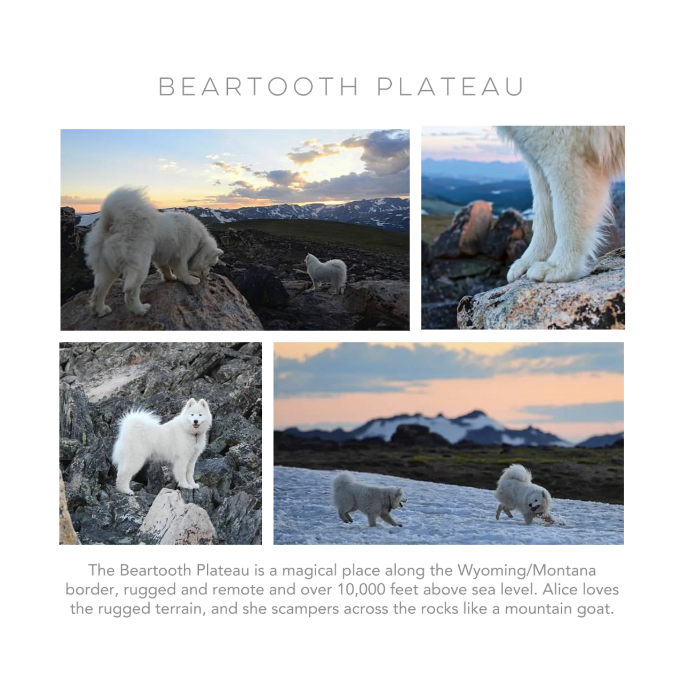 BEARTOOTH PLATEAU
The Beartooth Plateau is a magical place along the Wyoming/Montana
border, rugged and remote and over 10,000 feet above sea level. Alice loves
the rugged terrain, and she scampers across the rocks like a mountain goat.